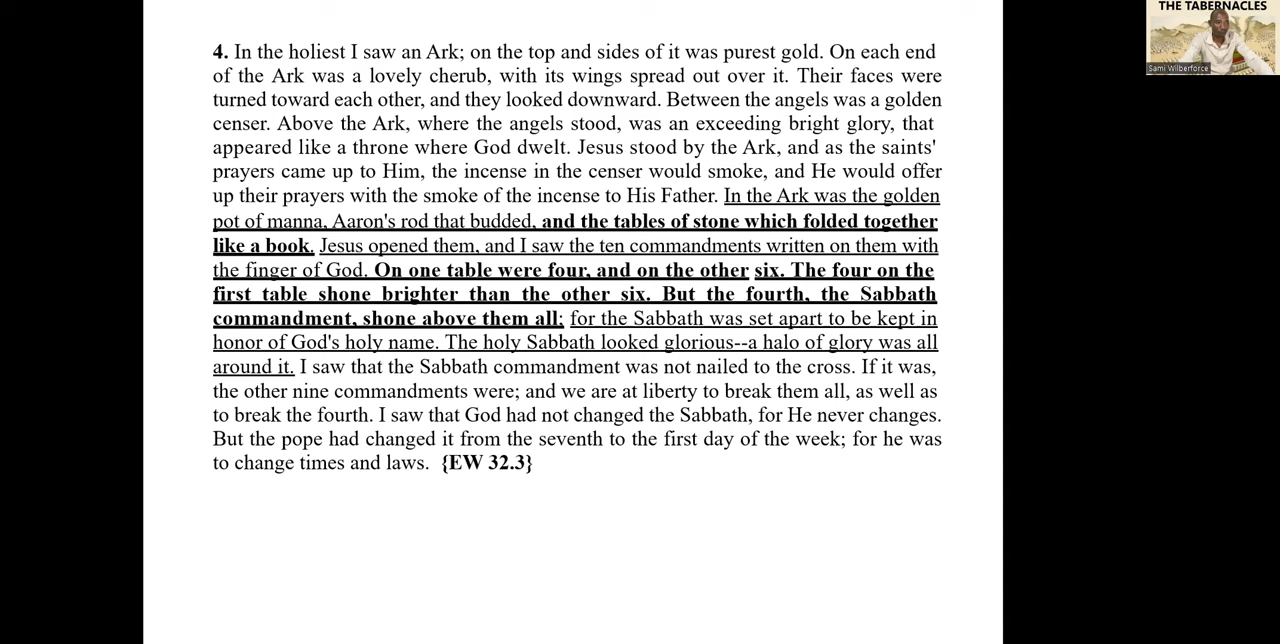 THE TABERNACLES
Sami Wilberforce
4. In the holiest I saw an Ark; on the top and sides of it was purest gold. On each end
of the Ark was a lovely cherub, with its wings spread out over it. Their faces were
turned toward each other, and they looked downward. Between the angels was a golden
censer. Above the Ark, where the angels stood, was an exceeding bright glory, that
appeared like a throne where God dwelt. Jesus stood by the Ark, and as the saints'
prayers came up to Him, the incense in the censer would smoke, and He would offer
up their prayers with the smoke of the incense to His Father. In the Ark was the golden
pot of manna, Aaron's rod that budded, and the tables of stone which folded together
like a book. Jesus opened them, and I saw the ten commandments written on them with
the finger of God. On one table were four, and on the other six. The four on the
first table shone brighter than the other six. But the fourth, the Sabbath
commandment, shone above them all; for the Sabbath was set apart to be kept in
honor of God's holy name. The holy Sabbath looked glorious--a halo of glory was all
around it. I saw that the Sabbath commandment was not nailed to the cross. If it was,
the other nine commandments were; and we are at liberty to break them all, as well as
to break the fourth. I saw that God had not changed the Sabbath, for He never changes.
But the pope had changed it from the seventh to the first day of the week; for he was
to change times and laws. {EW 32.3}